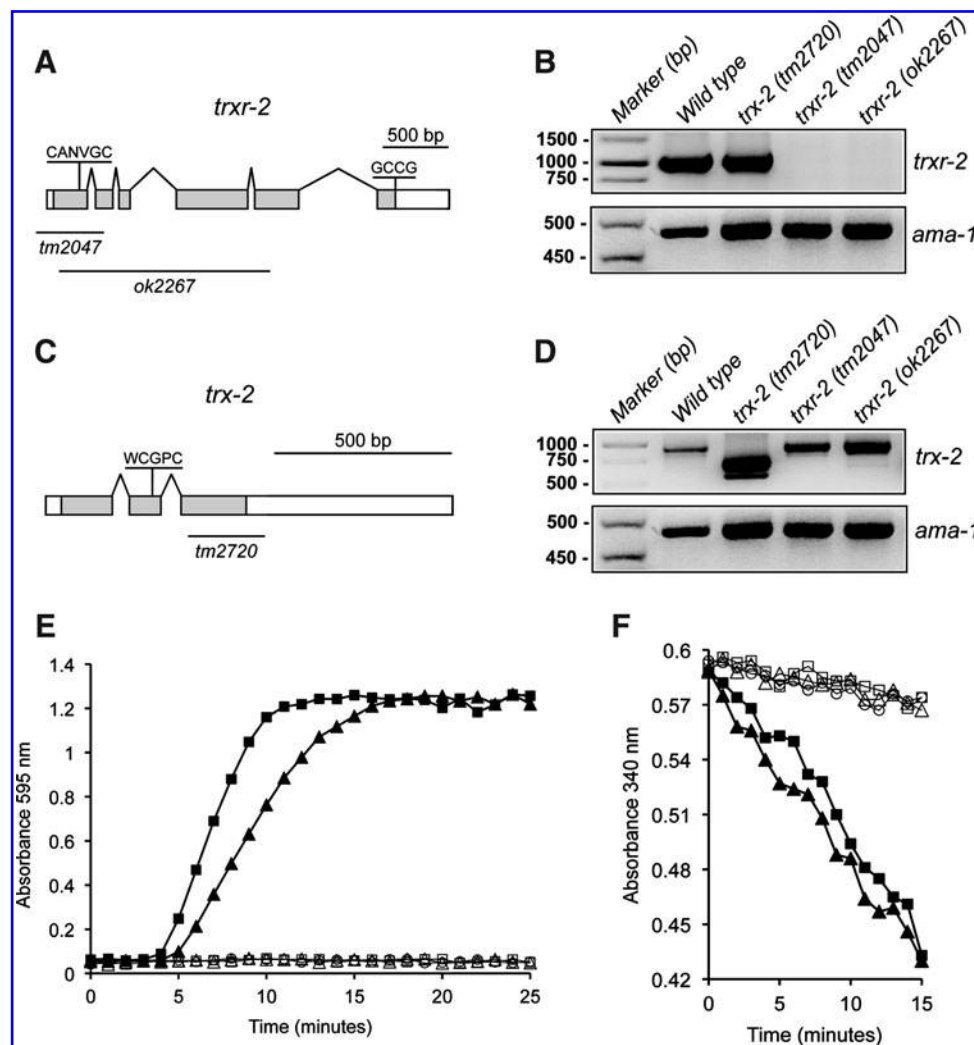 A
trxr-2
500 bp
CANVGC
GCCG
tm2047
ok2267
B
Marker (bp)
Wild type
trx-2 (tm2720)
trxr-2 (tm2047)
trxr-2 (ok2267)
1500 -
1000 -
750 -
trxr-2
500 -
450 -
ama-1
C
trx-2
500 bp
WCGPC
tm2720
D
Marker (bp)
Wild type
trx-2 (tm2720)
trxr-2 (tm2047)
trxr-2 (ok2267)
1000 -
750 -
500 -
trx-2
500 -
450 -
ama-1
E
Absorbance 595 nm
1.4
1.2
1
0.8
0.6
0.4
0.2
0
0 5 10 15 20 25
Time (minutes)
F
Absorbance 340 nm
0.6
0.57
0.54
0.51
0.48
0.45
0.42
0 5 10 15
Time (minutes)